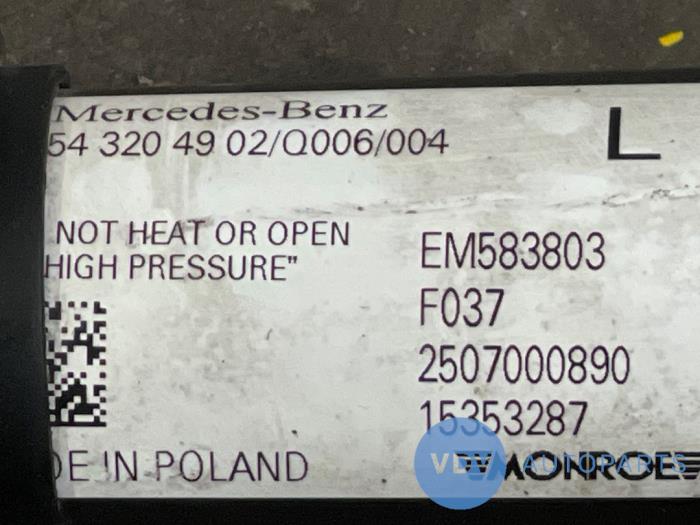 Mercedes-Benz
54 320 49 02/Q006/004
L
NOT HEAT OR OPEN
HIGH PRESSURE"
EM583803
F037
2507000890
15353287
DE IN POLAND
MONROE
VDV AUTOPARTS